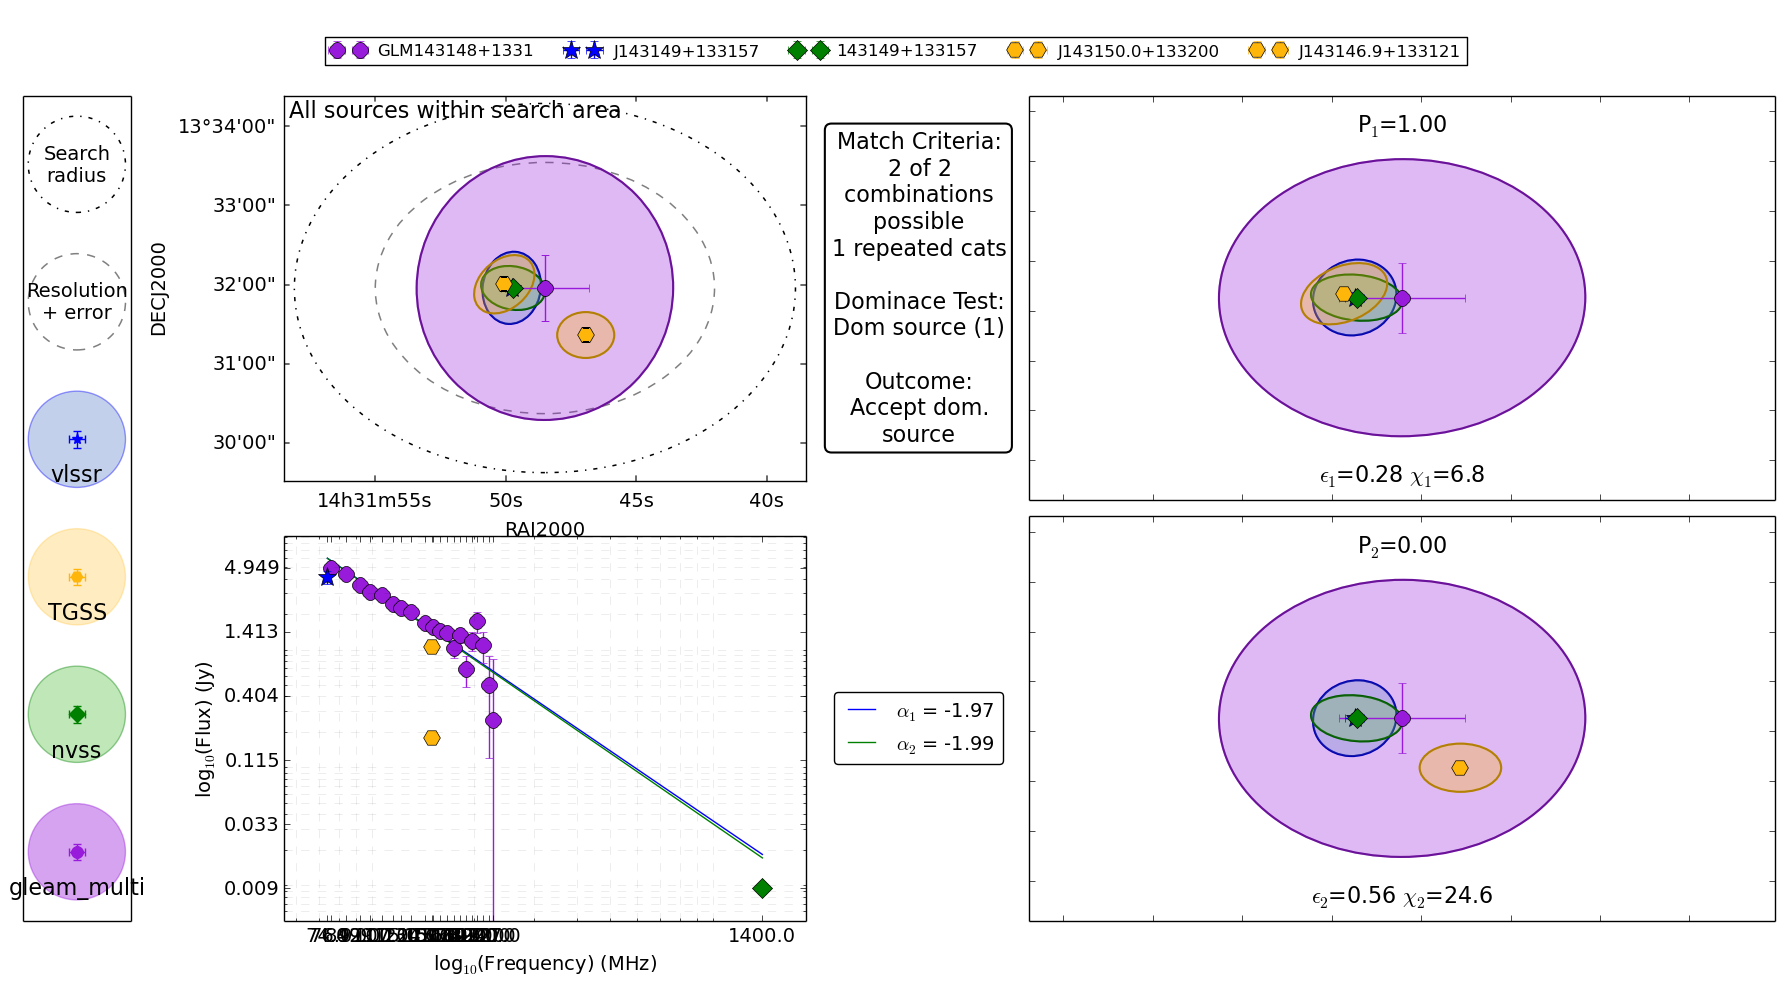 GLM143148+1331 J143149+133157 143149+133157 J143150.0+133200 J143146.9+133121
Search
radius
Resolution
+ error
vlssr
TGSS
nvss
gleam_multi
All sources within search area
DECJ2000
13°34'00"
33'00"
32'00"
31'00"
30'00"
14h31m55s 50s 45s 40s
RAJ2000
Match Criteria:
2 of 2
combinations
possible
1 repeated cats
Dominace Test:
Dom source (1)
Outcome:
Accept dom.
source
P1=1.00
ϵ1=0.28 χ1=6.8
log10(Flux) (Jy)
4.949
1.413
0.404
0.115
0.033
0.009
1400.0
log10(Frequency) (MHz)
α1 = -1.97
α2 = -1.99
P2=0.00
ϵ2=0.56 χ2=24.6